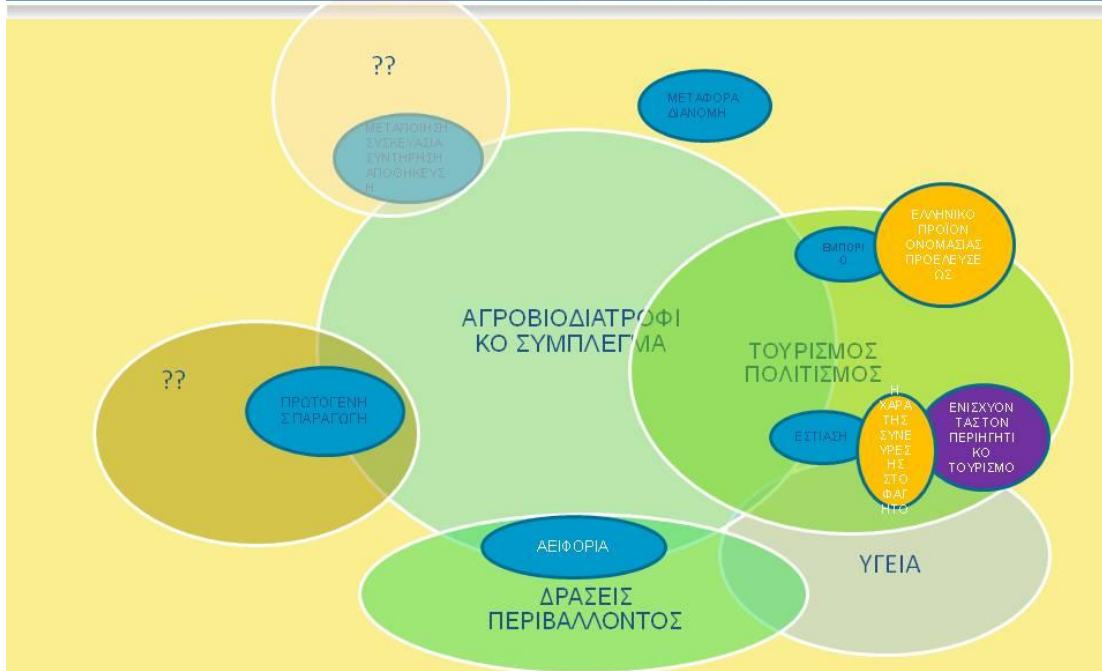 ??
ΜΕΤΑΠΟΙΗΣΗ
ΣΥΣΚΕΥΑΣΙΑ
ΣΥΝΤΗΡΗΣΗ
ΑΠΟΘΗΚΕΥΣ
Η
ΜΕΤΑΦΟΡΑ
ΔΙΑΝΟΜΗ
ΕΛΛΗΝΙΚΟ
ΠΡΟΪΟΝ
ΟΝΟΜΑΣΙΑΣ
ΠΡΟΕΛΕΥΣΕ
ΩΣ
ΕΜΠΟΡΙ
Ο
ΑΓΡΟΒΙΟΔΙΑΤΡΟΦΙ
ΚΟ ΣΥΜΠΛΕΓΜΑ
ΤΟΥΡΙΣΜΟΣ
ΠΟΛΙΤΙΣΜΟΣ
??
ΠΡΩΤΟΓΕΝΗ
Σ ΠΑΡΑΓΩΓΗ
ΕΣΤΙΑΣΗ
Η
ΧΑΡΑ
ΤΗΣ
ΣΥΝΕ
ΥΡΕΣ
ΗΣ
ΣΤΟ
ΦΑΓ
ΗΤΟ
ΕΝΙΣΧΥΟΝ
ΤΑΣ ΤΟΝ
ΠΕΡΙΗΓΗΤΙ
ΚΟ
ΤΟΥΡΙΣΜΟ
ΑΕΙΦΟΡΙΑ
ΔΡΑΣΕΙΣ
ΠΕΡΙΒΑΛΛΟΝΤΟΣ
ΥΓΕΙΑ